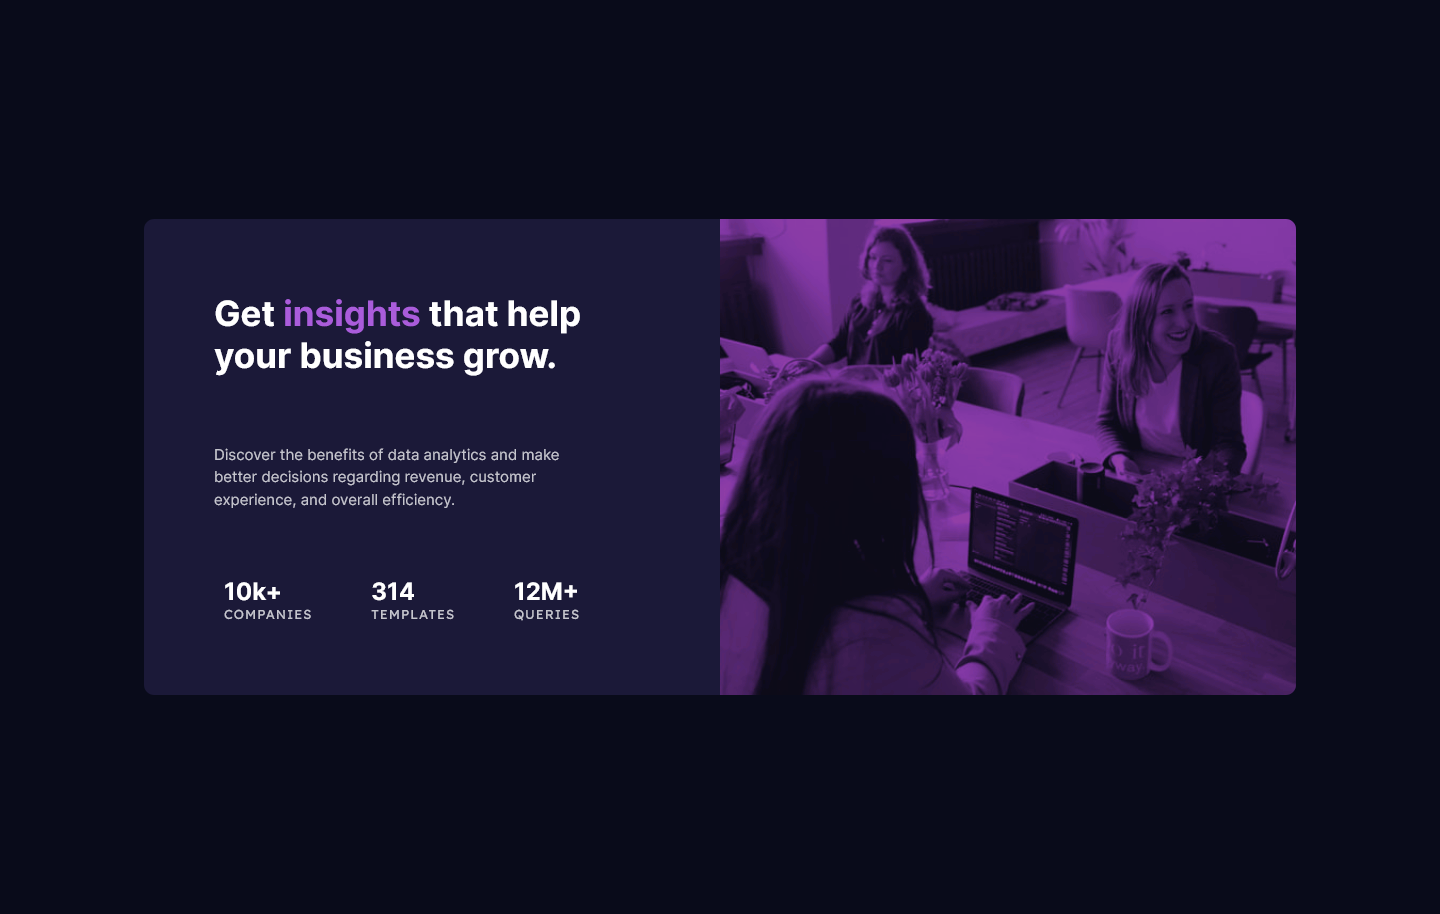 Get insights that help
your business grow.
Discover the benefits of data analytics and make
better decisions regarding revenue, customer
experience, and overall efficiency.
10k+ 314 12M+
COMPANIES TEMPLATES QUERIES